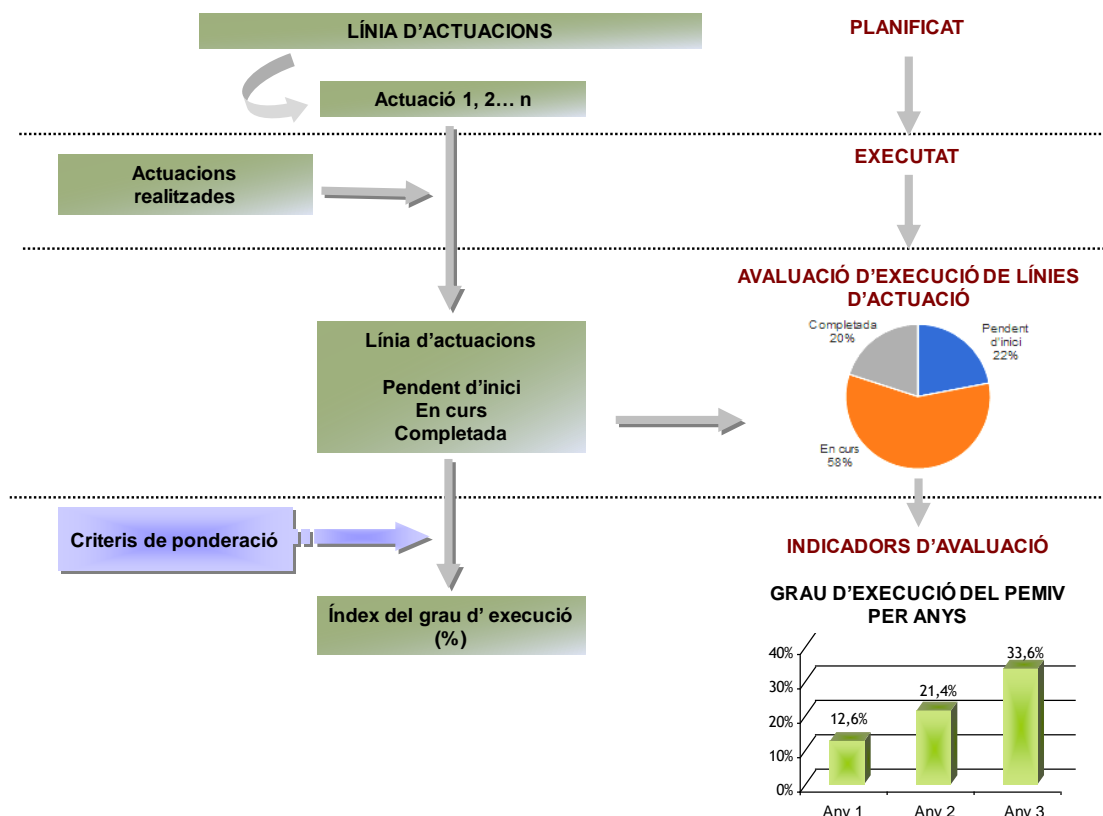 LÍNIA D’ACTUACIONS
PLANIFICAT
Actuació 1, 2… n
EXECUTAT
Actuacions
realitzades
AVALUACIÓ D’EXECUCIÓ DE LÍNIES
D’ACTUACIÓ
Línia d’actuacions
Pendent d’inici
En curs
Completada
Completada
20%
Pendent
d'inici
22%
En curs
58%
Criteris de ponderació
INDICADORS D’AVALUACIÓ
Índex del grau d’ execució
(%)
GRAU D’EXECUCIÓ DEL PEMIV
PER ANYS
40%
30%
20%
10%
0%
12,6%
21,4%
33,6%
Any 1
Any 2
Any 3